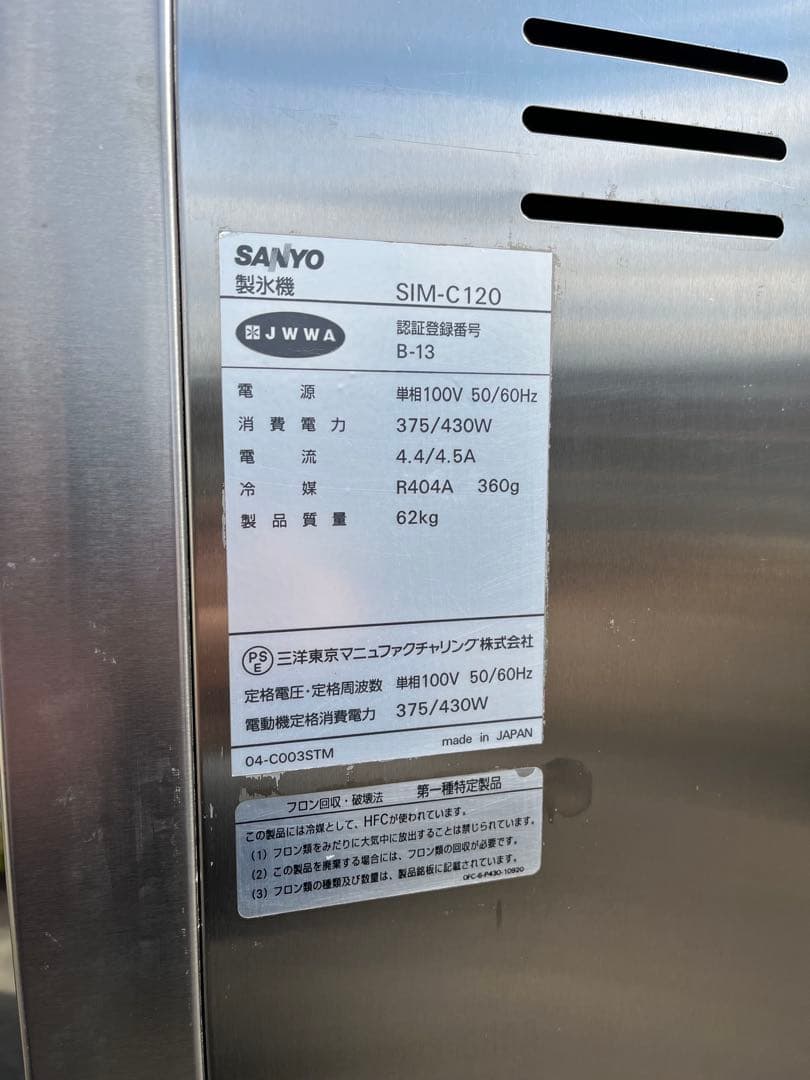 SANYO
製氷機 SIM-C120
JWWA 認証登録番号
B-13
電源 単相100V 50/60Hz
消費電力 375/430W
電流 4.4/4.5A
冷媒 R404A 360g
製品質量 62kg
PSE 三洋東京マニュファクチャリング株式会社
定格電圧・定格周波数 単相100V 50/60Hz
電動機定格消費電力 375/430W
04-C003STM made in JAPAN
フロン回収・破壊法 第一種特定製品
この製品には冷媒として、HFCが使われています。
(1) フロン類をみだりに大気中に放出することは禁じられています。
(2) この製品を廃棄する場合には、フロン類の回収が必要です。
(3) フロン類の種類及び数量は、製品銘板に記載されています。
OFC-6-P430-10920